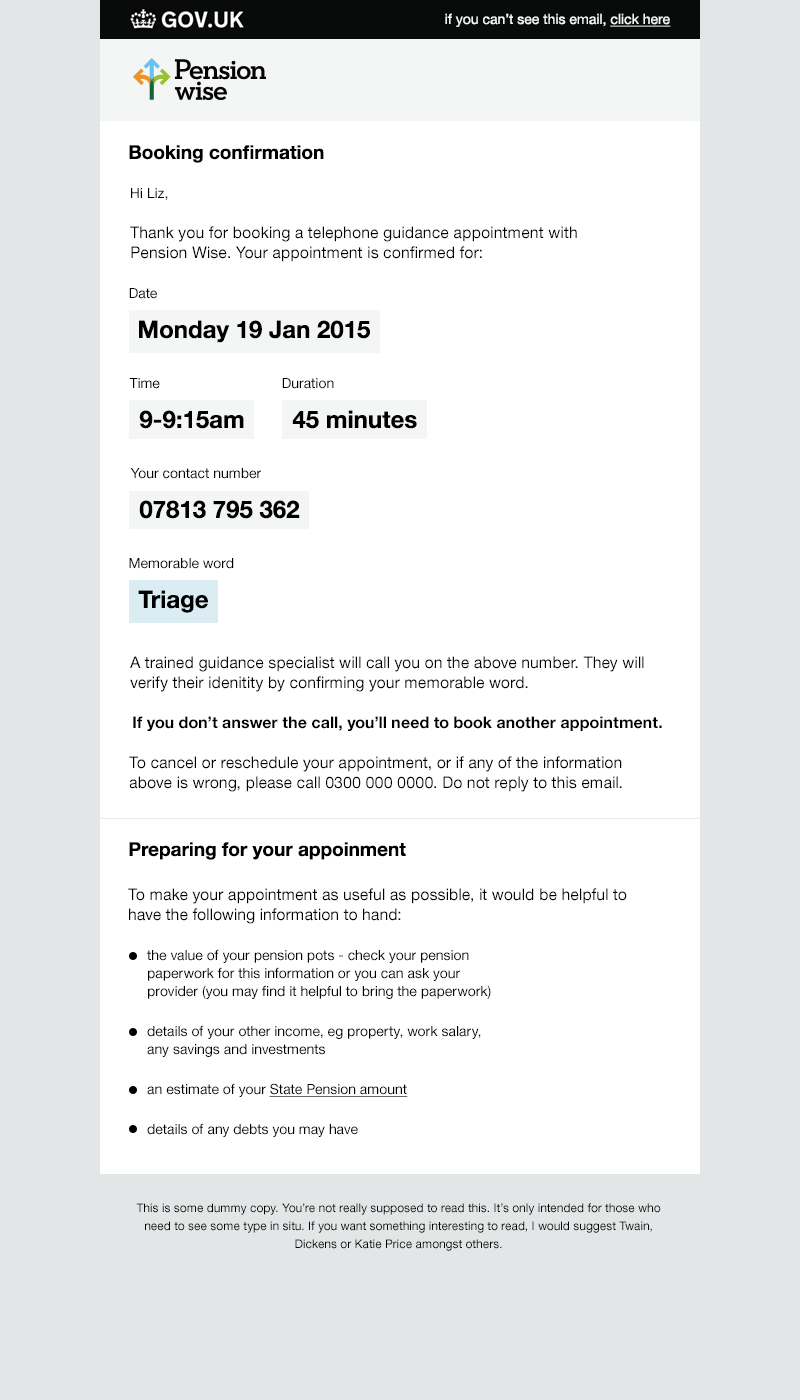 GOV.UK
if you can't see this email, click here
Pension
wise
Booking confirmation
Hi Liz,
Thank you for booking a telephone guidance appointment with
Pension Wise. Your appointment is confirmed for:
Date
Monday 19 Jan 2015
Time Duration
9-9:15am 45 minutes
Your contact number
07813 795 362
Memorable word
Triage
A trained guidance specialist will call you on the above number. They will
verify their idenitity by confirming your memorable word.
If you don't answer the call, you'll need to book another appointment.
To cancel or reschedule your appointment, or if any of the information
above is wrong, please call 0300 000 0000. Do not reply to this email.
Preparing for your appoinment
To make your appointment as useful as possible, it would be helpful to
have the following information to hand:
the value of your pension pots - check your pension
paperwork for this information or you can ask your
provider (you may find it helpful to bring the paperwork)
details of your other income, eg property, work salary,
any savings and investments
an estimate of your State Pension amount
details of any debts you may have
This is some dummy copy. You're not really supposed to read this. It's only intended for those who
need to see some type in situ. If you want something interesting to read, I would suggest Twain,
Dickens or Katie Price amongst others.